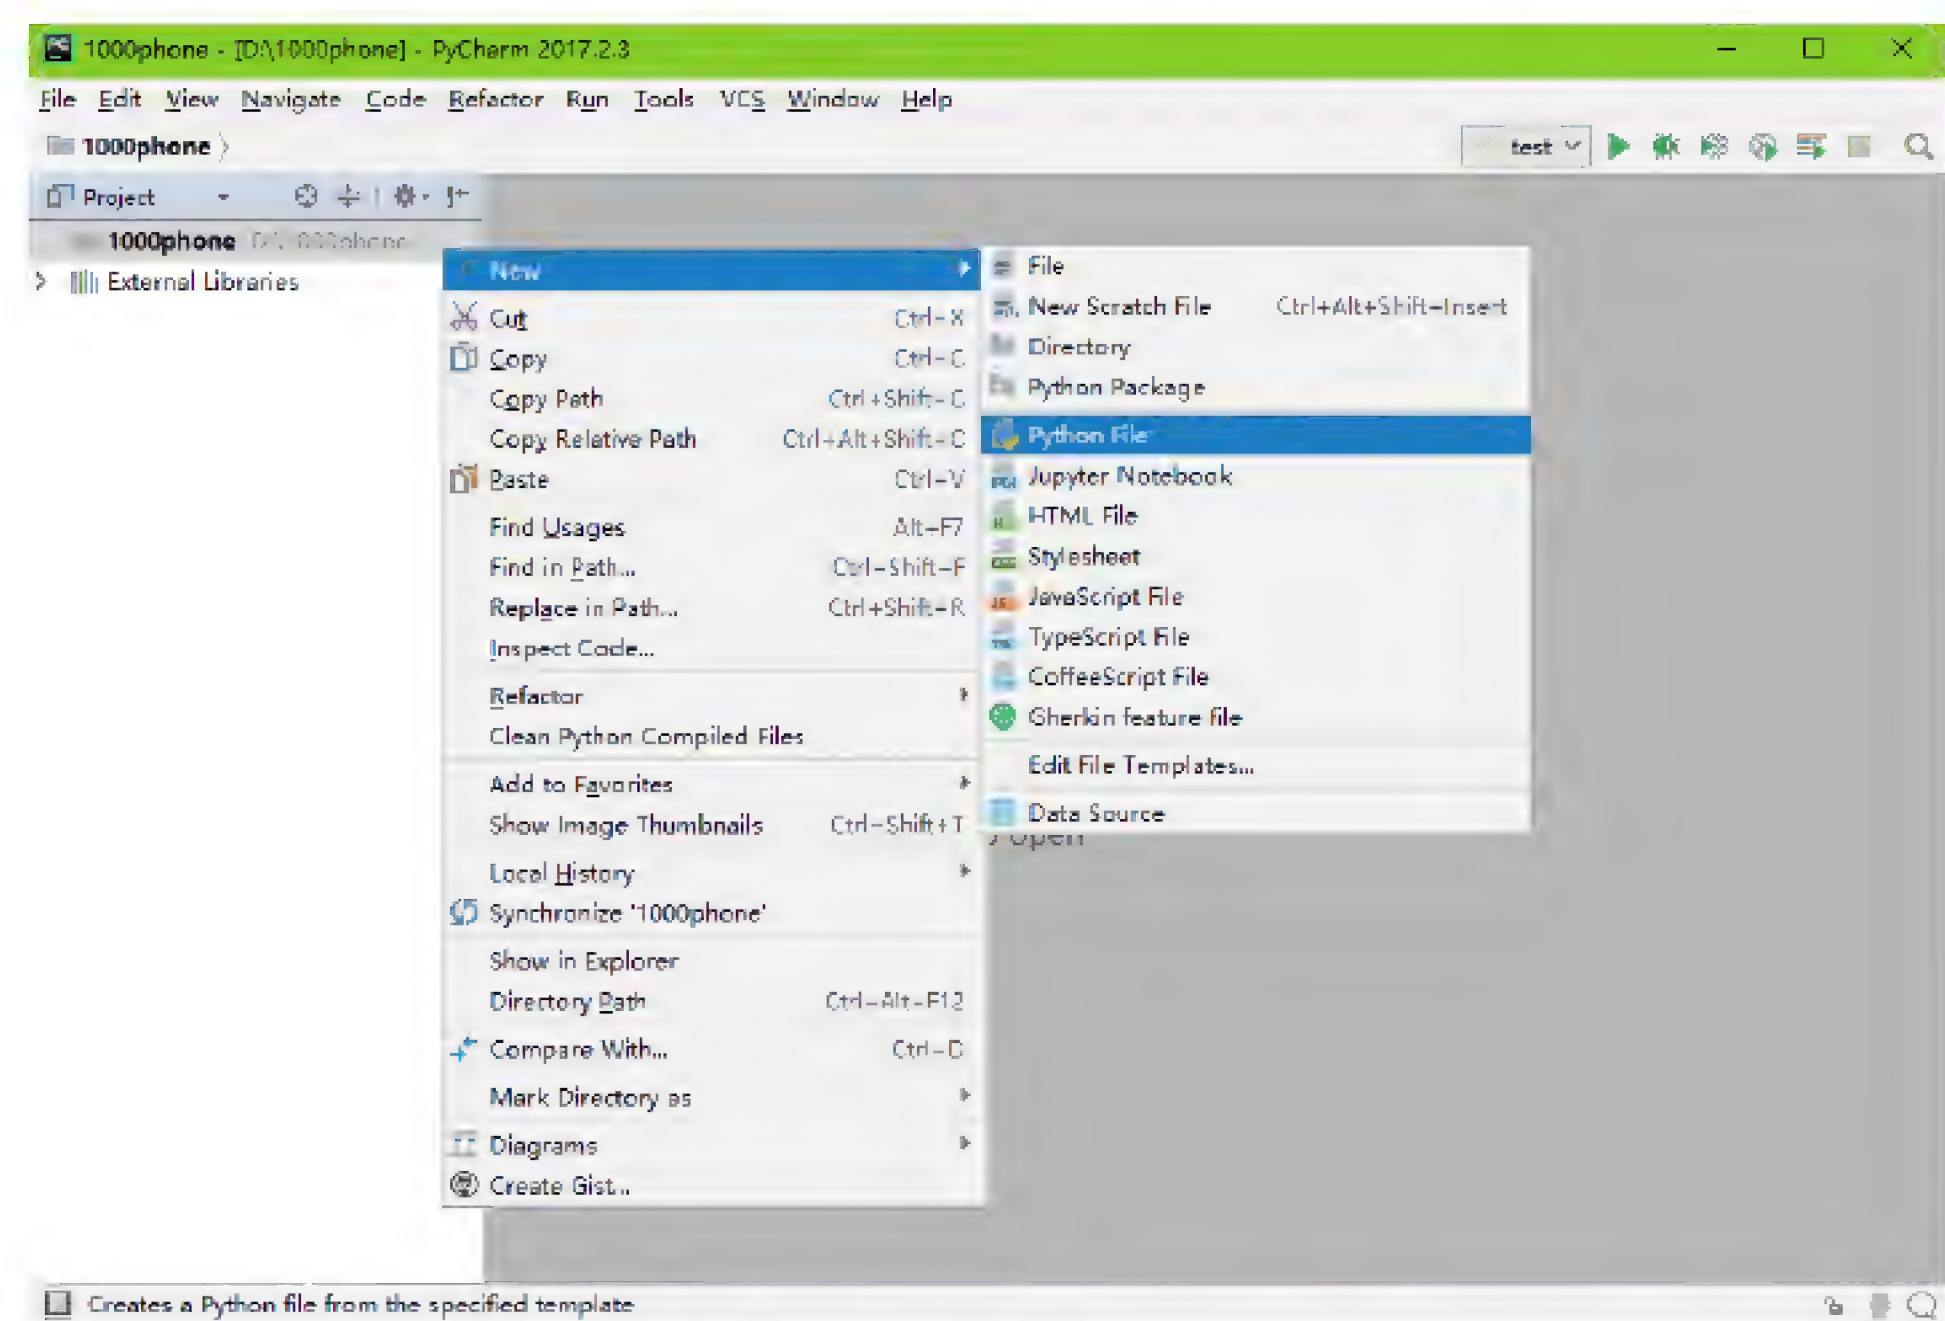 1000phone - [D:\1000phone] - PyCharm 2017.2.3
File Edit View Navigate Code Refactor Run Tools VCS Window Help
1000phone
test
Project
1000phone D:\1000phone
External Libraries
New
Cut Ctrl+X
Copy Ctrl+C
Copy Path Ctrl+Shift+C
Copy Relative Path Ctrl+Alt+Shift+C
Paste Ctrl+V
Find Usages Alt+F7
Find in Path... Ctrl+Shift+F
Replace in Path... Ctrl+Shift+R
Inspect Code...
Refactor
Clean Python Compiled Files
Add to Favorites
Show Image Thumbnails Ctrl+Shift+T
Local History
Synchronize '1000phone'
Show in Explorer
Directory Path Ctrl+Alt+F12
Compare With... Ctrl+D
Mark Directory as
Diagrams
Create Gist...
File
New Scratch File Ctrl+Alt+Shift+Insert
Directory
Python Package
Python File
Jupyter Notebook
HTML File
Stylesheet
JavaScript File
TypeScript File
CoffeeScript File
Gherkin feature file
Edit File Templates...
Data Source
open
Creates a Python file from the specified template